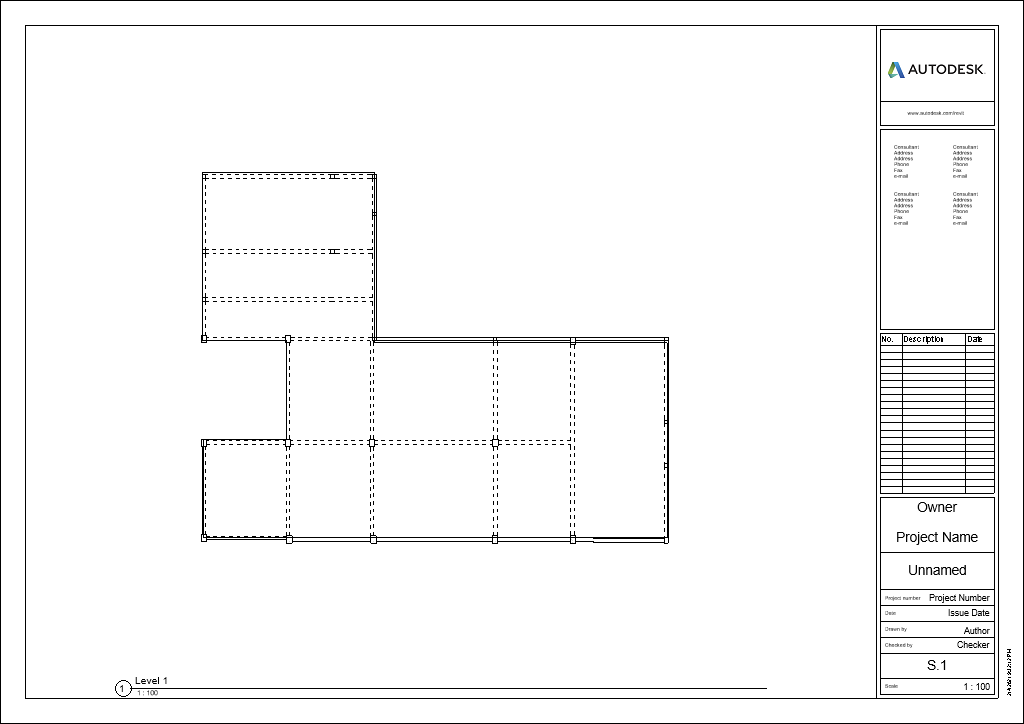 AUTODESK.
www.autodesk.com/revit
Consultant
Address
Address
Phone
Fax
e-mail
Consultant
Address
Address
Phone
Fax
e-mail
Consultant
Address
Address
Phone
Fax
e-mail
Consultant
Address
Address
Phone
Fax
e-mail
No. Description Date
Owner
Project Name
Unnamed
Project number Project Number
Date Issue Date
Drawn by Author
Checked by Checker
S.1
Scale 1 : 100
1 Level 1
1 : 100